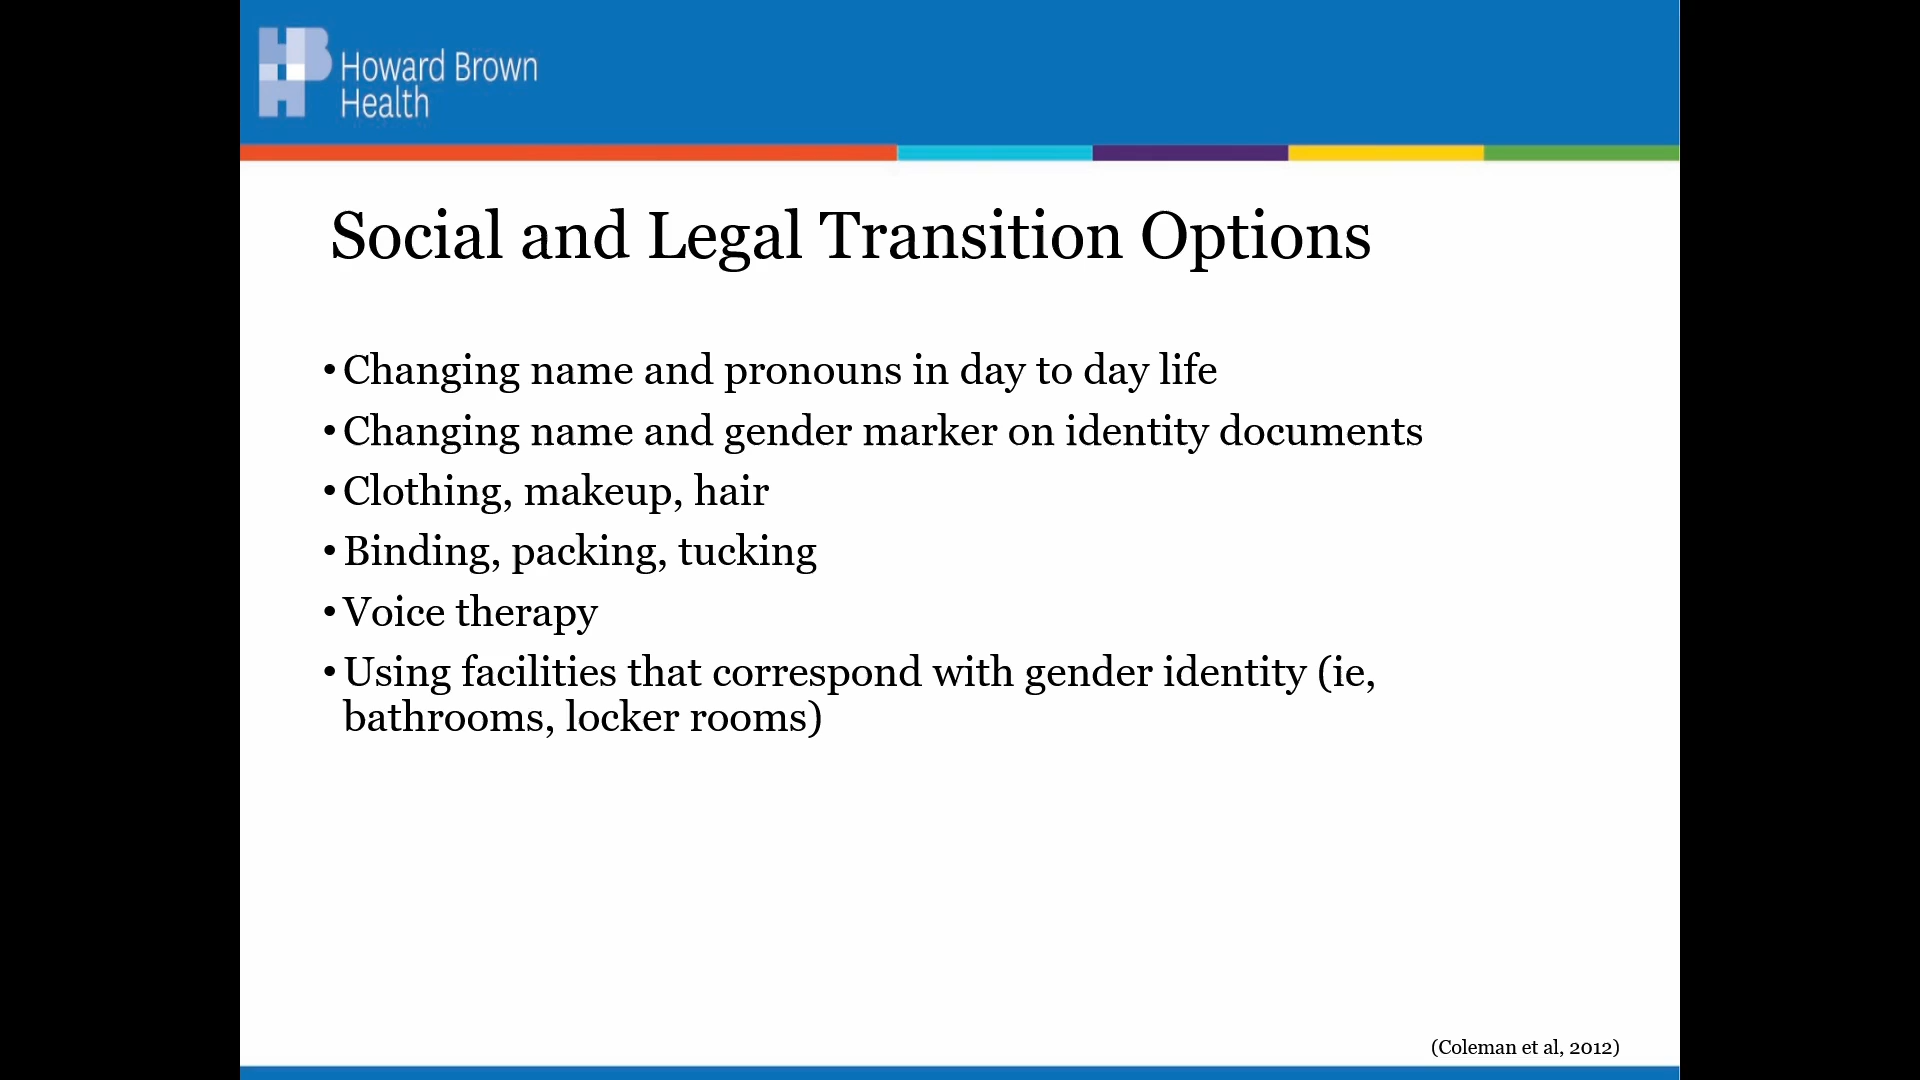 Howard Brown
Health
Social and Legal Transition Options
• Changing name and pronouns in day to day life
• Changing name and gender marker on identity documents
• Clothing, makeup, hair
• Binding, packing, tucking
• Voice therapy
• Using facilities that correspond with gender identity (ie,
bathrooms, locker rooms)
(Coleman et al, 2012)